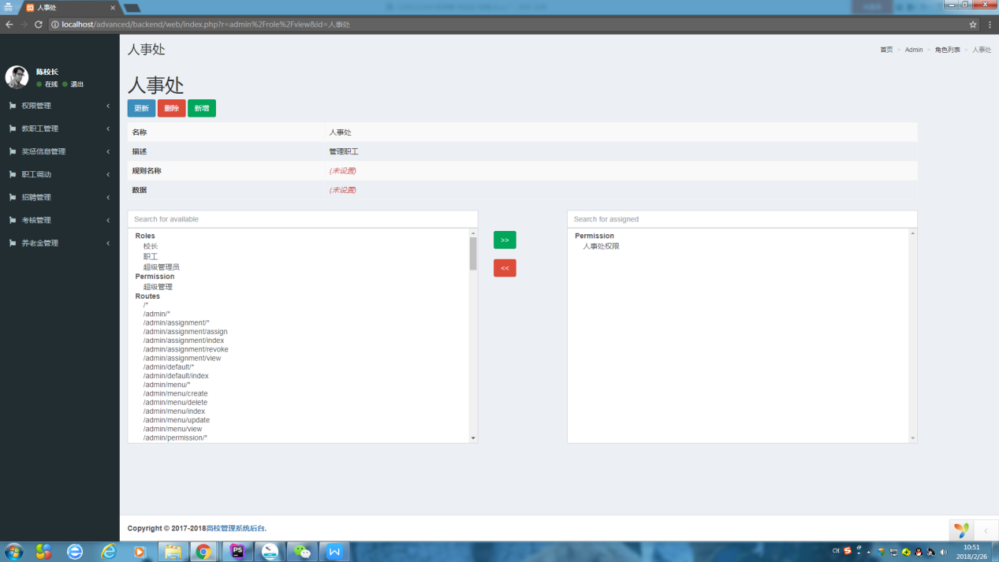 人事处
localhost/advanced/backend/web/index.php?r=admin%2Frole%2Fview&id=人事处
陈校长
在线 退出
权限管理
教职工管理
奖惩信息管理
职工调动
招聘管理
考核管理
养老金管理
人事处
首页 > Admin > 角色列表 > 人事处
人事处
更新 删除 新增
名称 人事处
描述 管理职工
规则名称 (未设置)
数据 (未设置)
Search for available
Roles
校长
职工
超级管理员
Permission
超级管理
Routes
/*
/admin/*
/admin/assignment/*
/admin/assignment/assign
/admin/assignment/index
/admin/assignment/revoke
/admin/assignment/view
/admin/default/*
/admin/default/index
/admin/menu/*
/admin/menu/create
/admin/menu/delete
/admin/menu/index
/admin/menu/update
/admin/menu/view
/admin/permission/*
>>
<<
Search for assigned
Permission
人事处权限
Copyright © 2017-2018高校管理系统后台.
PS
CH
10:51
2018/2/26